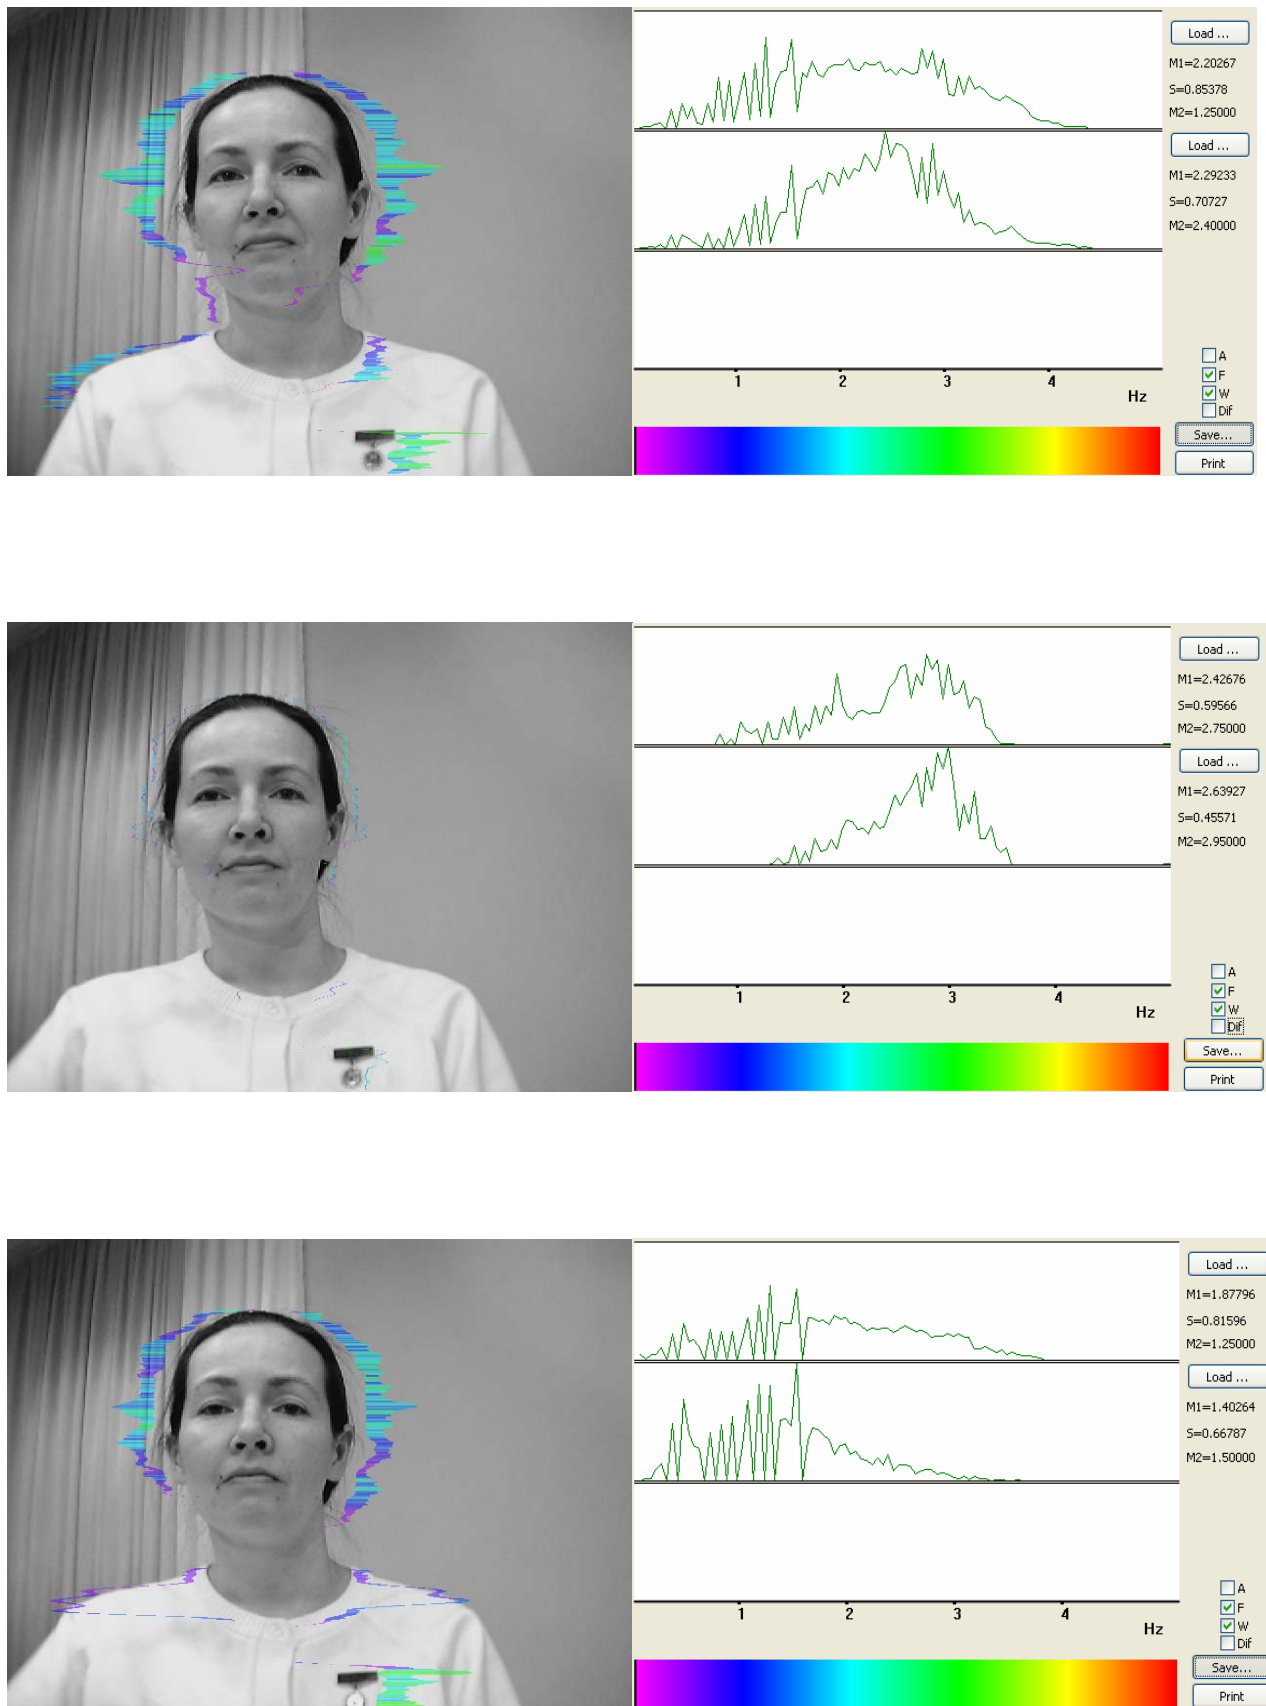 Load ...
M1=2.20267
S=0.85378
M2=1.25000
Load ...
M1=2.29233
S=0.70727
M2=2.40000
A
F
W
Dif
1 2 3 4
Hz
Save...
Print
Load ...
M1=2.42676
S=0.59566
M2=2.75000
Load ...
M1=2.63927
S=0.45571
M2=2.95000
A
F
W
Dif
1 2 3 4
Hz
Save...
Print
Load ...
M1=1.87796
S=0.81596
M2=1.25000
Load ...
M1=1.40264
S=0.66787
M2=1.50000
A
F
W
Dif
1 2 3 4
Hz
Save...
Print